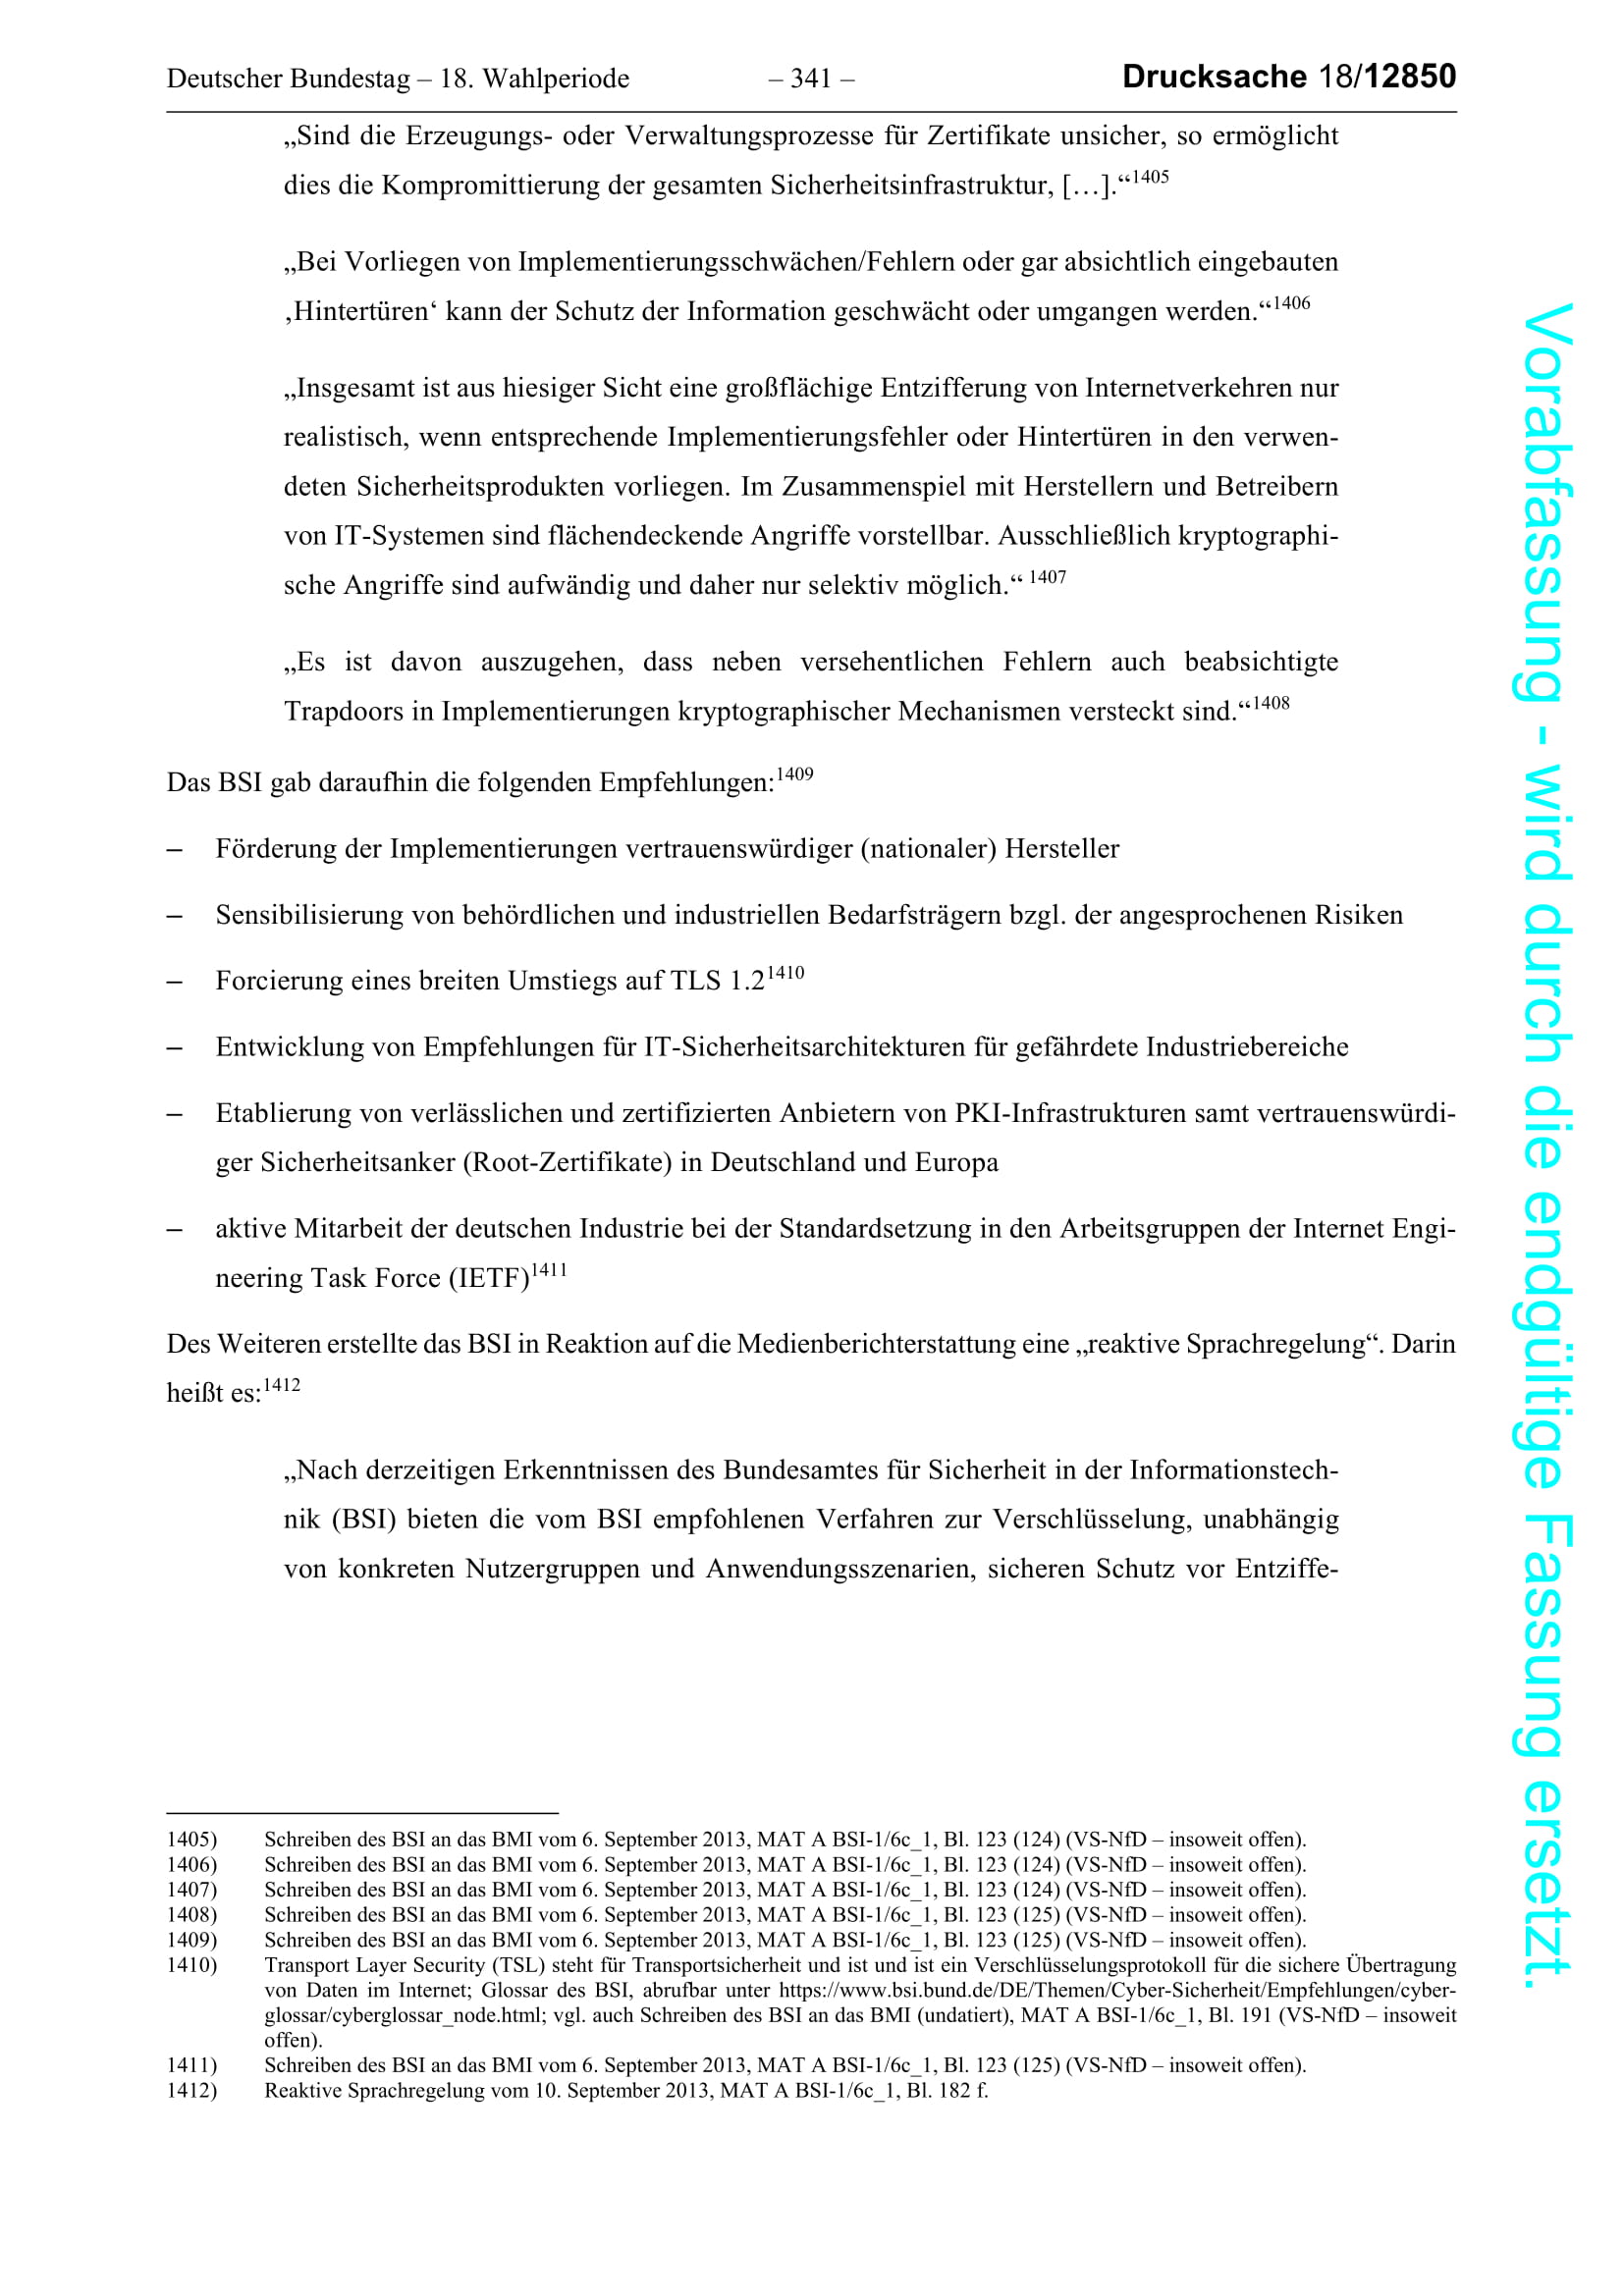 Deutscher Bundestag – 18. Wahlperiode – 341 – Drucksache 18/12850
„Sind die Erzeugungs- oder Verwaltungsprozesse für Zertifikate unsicher, so ermöglicht
dies die Kompromittierung der gesamten Sicherheitsinfrastruktur, […].“1405
„Bei Vorliegen von Implementierungsschwächen/Fehlern oder gar absichtlich eingebauten
‚Hintertüren‘ kann der Schutz der Information geschwächt oder umgangen werden.“1406
„Insgesamt ist aus hiesiger Sicht eine großflächige Entzifferung von Internetverkehren nur
realistisch, wenn entsprechende Implementierungsfehler oder Hintertüren in den verwen-
deten Sicherheitsprodukten vorliegen. Im Zusammenspiel mit Herstellern und Betreibern
von IT-Systemen sind flächendeckende Angriffe vorstellbar. Ausschließlich kryptographi-
sche Angriffe sind aufwändig und daher nur selektiv möglich.“ 1407
„Es ist davon auszugehen, dass neben versehentlichen Fehlern auch beabsichtigte
Trapdoors in Implementierungen kryptographischer Mechanismen versteckt sind.“1408
Das BSI gab daraufhin die folgenden Empfehlungen:1409
– Förderung der Implementierungen vertrauenswürdiger (nationaler) Hersteller
– Sensibilisierung von behördlichen und industriellen Bedarfsträgern bzgl. der angesprochenen Risiken
– Forcierung eines breiten Umstiegs auf TLS 1.21410
– Entwicklung von Empfehlungen für IT-Sicherheitsarchitekturen für gefährdete Industriebereiche
– Etablierung von verlässlichen und zertifizierten Anbietern von PKI-Infrastrukturen samt vertrauenswürdi-
ger Sicherheitsanker (Root-Zertifikate) in Deutschland und Europa
– aktive Mitarbeit der deutschen Industrie bei der Standardsetzung in den Arbeitsgruppen der Internet Engi-
neering Task Force (IETF)1411
Des Weiteren erstellte das BSI in Reaktion auf die Medienberichterstattung eine „reaktive Sprachregelung“. Darin
heißt es:1412
„Nach derzeitigen Erkenntnissen des Bundesamtes für Sicherheit in der Informationstech-
nik (BSI) bieten die vom BSI empfohlenen Verfahren zur Verschlüsselung, unabhängig
von konkreten Nutzergruppen und Anwendungsszenarien, sicheren Schutz vor Entziffe-
1405) Schreiben des BSI an das BMI vom 6. September 2013, MAT A BSI-1/6c_1, Bl. 123 (124) (VS-NfD – insoweit offen).
1406) Schreiben des BSI an das BMI vom 6. September 2013, MAT A BSI-1/6c_1, Bl. 123 (124) (VS-NfD – insoweit offen).
1407) Schreiben des BSI an das BMI vom 6. September 2013, MAT A BSI-1/6c_1, Bl. 123 (124) (VS-NfD – insoweit offen).
1408) Schreiben des BSI an das BMI vom 6. September 2013, MAT A BSI-1/6c_1, Bl. 123 (125) (VS-NfD – insoweit offen).
1409) Schreiben des BSI an das BMI vom 6. September 2013, MAT A BSI-1/6c_1, Bl. 123 (125) (VS-NfD – insoweit offen).
1410) Transport Layer Security (TSL) steht für Transportsicherheit und ist und ist ein Verschlüsselungsprotokoll für die sichere Übertragung
von Daten im Internet; Glossar des BSI, abrufbar unter https://www.bsi.bund.de/DE/Themen/Cyber-Sicherheit/Empfehlungen/cyber-
glossar/cyberglossar_node.html; vgl. auch Schreiben des BSI an das BMI (undatiert), MAT A BSI-1/6c_1, Bl. 191 (VS-NfD – insoweit
offen).
1411) Schreiben des BSI an das BMI vom 6. September 2013, MAT A BSI-1/6c_1, Bl. 123 (125) (VS-NfD – insoweit offen).
1412) Reaktive Sprachregelung vom 10. September 2013, MAT A BSI-1/6c_1, Bl. 182 f.
Vorabfassung - wird durch die endgültige Fassung ersetzt.